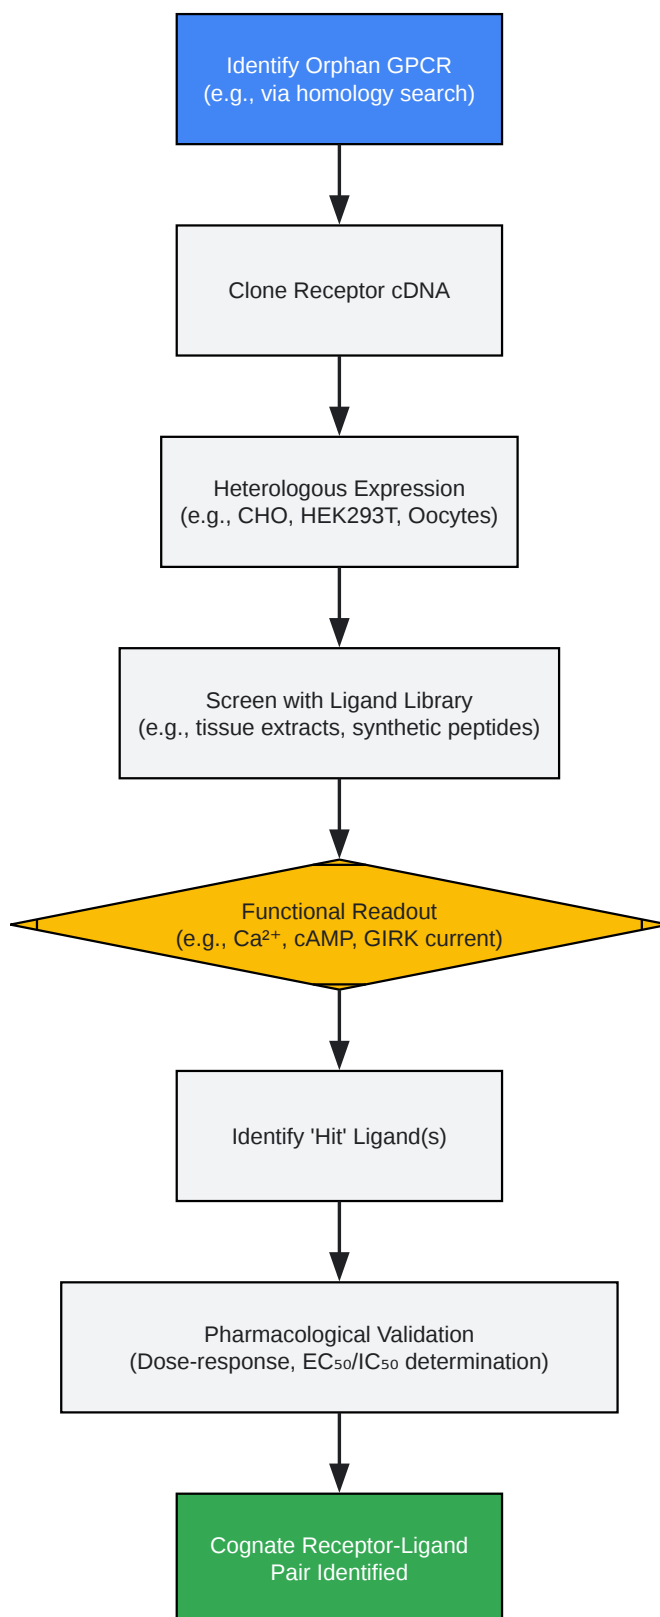 Identify Orphan GPCR
(e.g., via homology search)
Clone Receptor cDNA
Heterologous Expression
(e.g., CHO, HEK293T, Oocytes)
Screen with Ligand Library
(e.g., tissue extracts, synthetic peptides)
Functional Readout
(e.g., Ca²⁺, cAMP, GIRK current)
Identify 'Hit' Ligand(s)
Pharmacological Validation
(Dose-response, EC₅₀/IC₅₀ determination)
Cognate Receptor-Ligand
Pair Identified